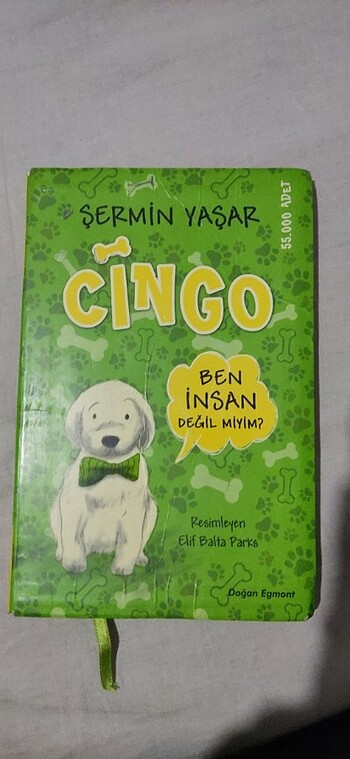 ŞERMİN YAŞAR
55.000 ADET
CİNGO
BEN
İNSAN
DEĞİL MİYİM?
Resimleyen
Elif Balta Parks
Doğan Egmont